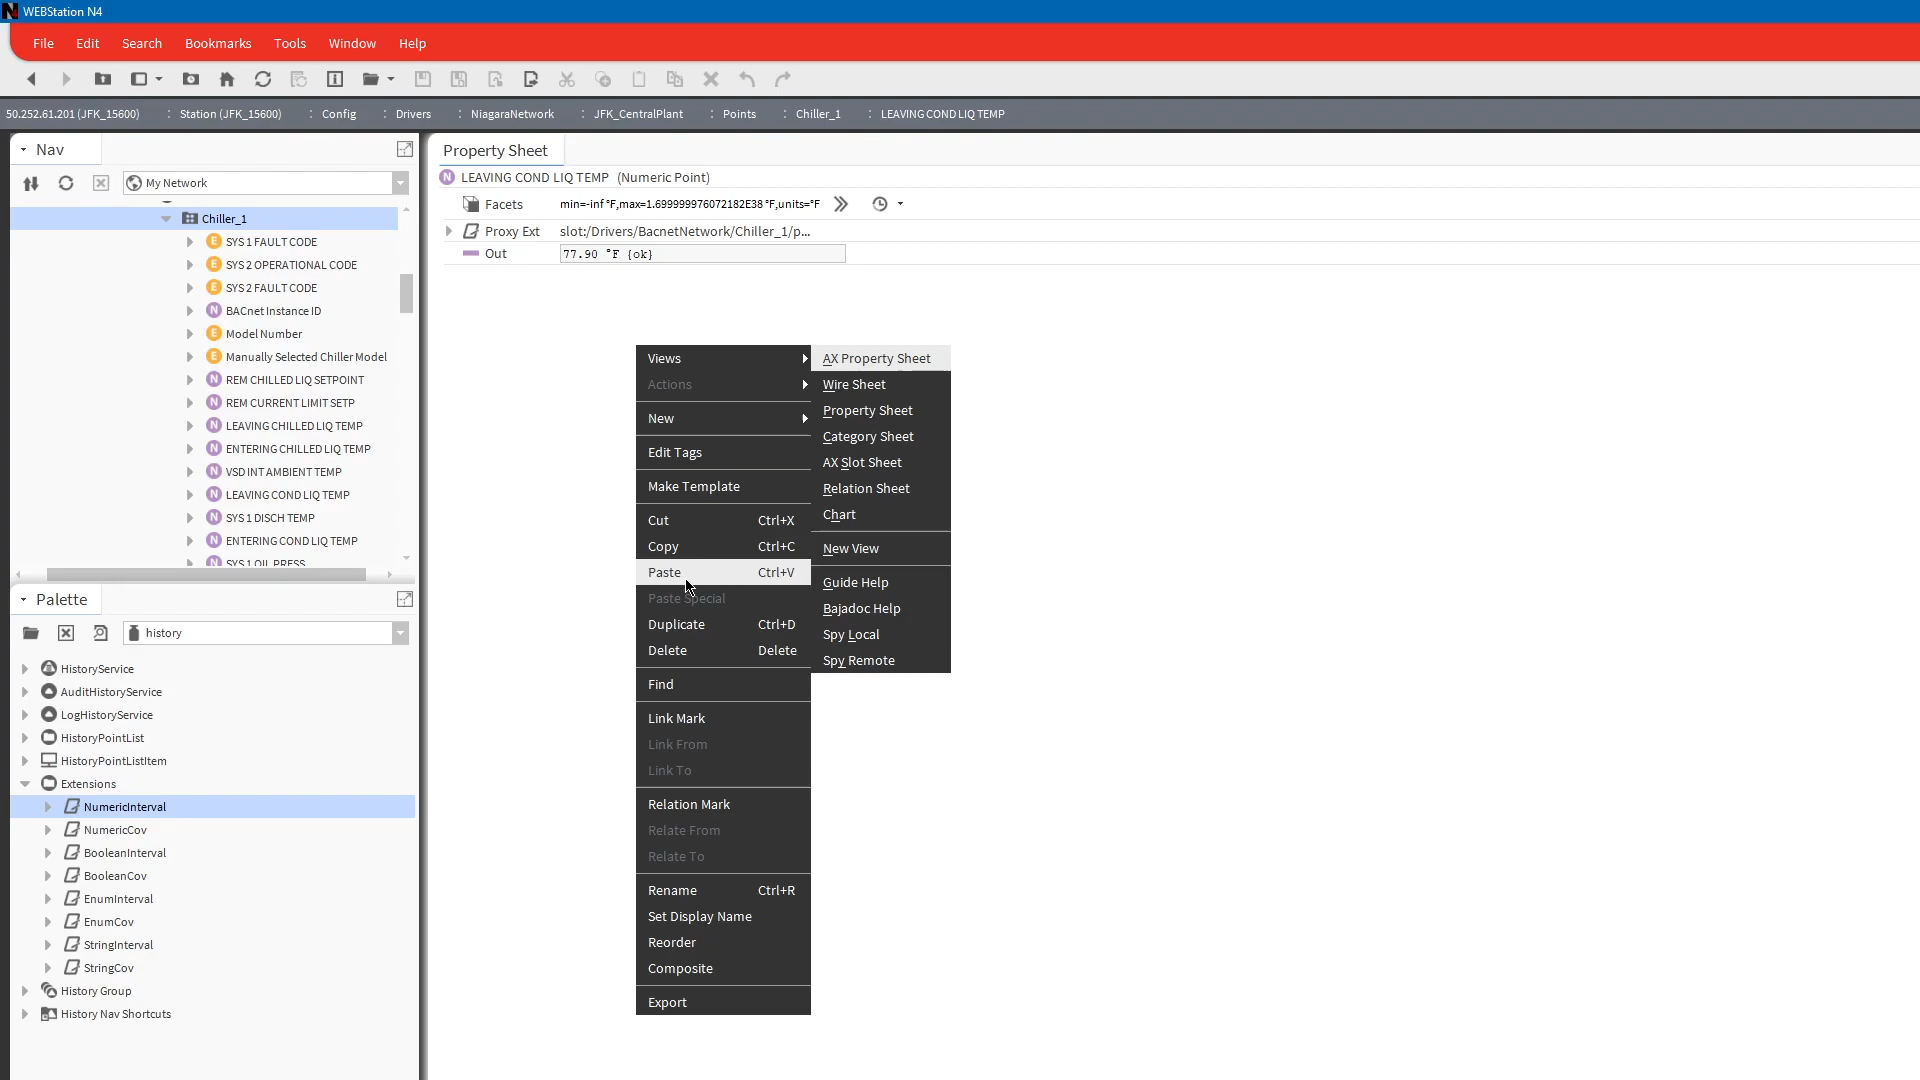 WEBStation N4
File Edit Search Bookmarks Tools Window Help
50.252.61.201 (JFK_15600) : Station (JFK_15600) : Config : Drivers : NiagaraNetwork : JFK_CentralPlant : Points : Chiller_1 : LEAVING COND LIQ TEMP
Nav
My Network
Chiller_1
E SYS 1 FAULT CODE
E SYS 2 OPERATIONAL CODE
E SYS 2 FAULT CODE
N BACnet Instance ID
E Model Number
E Manually Selected Chiller Model
N REM CHILLED LIQ SETPOINT
N REM CURRENT LIMIT SETP
N LEAVING CHILLED LIQ TEMP
N ENTERING CHILLED LIQ TEMP
N VSD INT AMBIENT TEMP
N LEAVING COND LIQ TEMP
N SYS 1 DISCH TEMP
N ENTERING COND LIQ TEMP
N SYS 1 OIL PRESS
Palette
history
HistoryService
AuditHistoryService
LogHistoryService
HistoryPointList
HistoryPointListItem
Extensions
NumericInterval
NumericCov
BooleanInterval
BooleanCov
EnumInterval
EnumCov
StringInterval
StringCov
History Group
History Nav Shortcuts
Property Sheet
N LEAVING COND LIQ TEMP (Numeric Point)
Facets min=-inf °F,max=1.699999976072182E38 °F,units=°F
Proxy Ext slot:/Drivers/BacnetNetwork/Chiller_1/p...
Out 77.90 °F {ok}
Views
Actions
New
Edit Tags
Make Template
Cut Ctrl+X
Copy Ctrl+C
Paste Ctrl+V
Paste Special
Duplicate Ctrl+D
Delete Delete
Find
Link Mark
Link From
Link To
Relation Mark
Relate From
Relate To
Rename Ctrl+R
Set Display Name
Reorder
Composite
Export
AX Property Sheet
Wire Sheet
Property Sheet
Category Sheet
AX Slot Sheet
Relation Sheet
Chart
New View
Guide Help
Bajadoc Help
Spy Local
Spy Remote